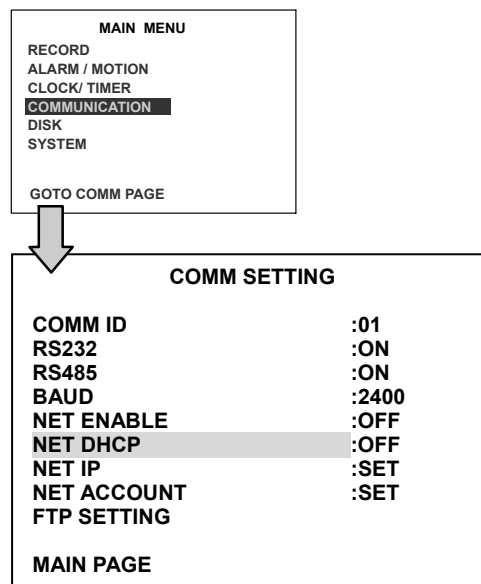 MAIN MENU
RECORD
ALARM / MOTION
CLOCK/ TIMER
COMMUNICATION
DISK
SYSTEM
GOTO COMM PAGE
COMM SETTING
COMM ID :01
RS232 :ON
RS485 :ON
BAUD :2400
NET ENABLE :OFF
NET DHCP :OFF
NET IP :SET
NET ACCOUNT :SET
FTP SETTING
MAIN PAGE